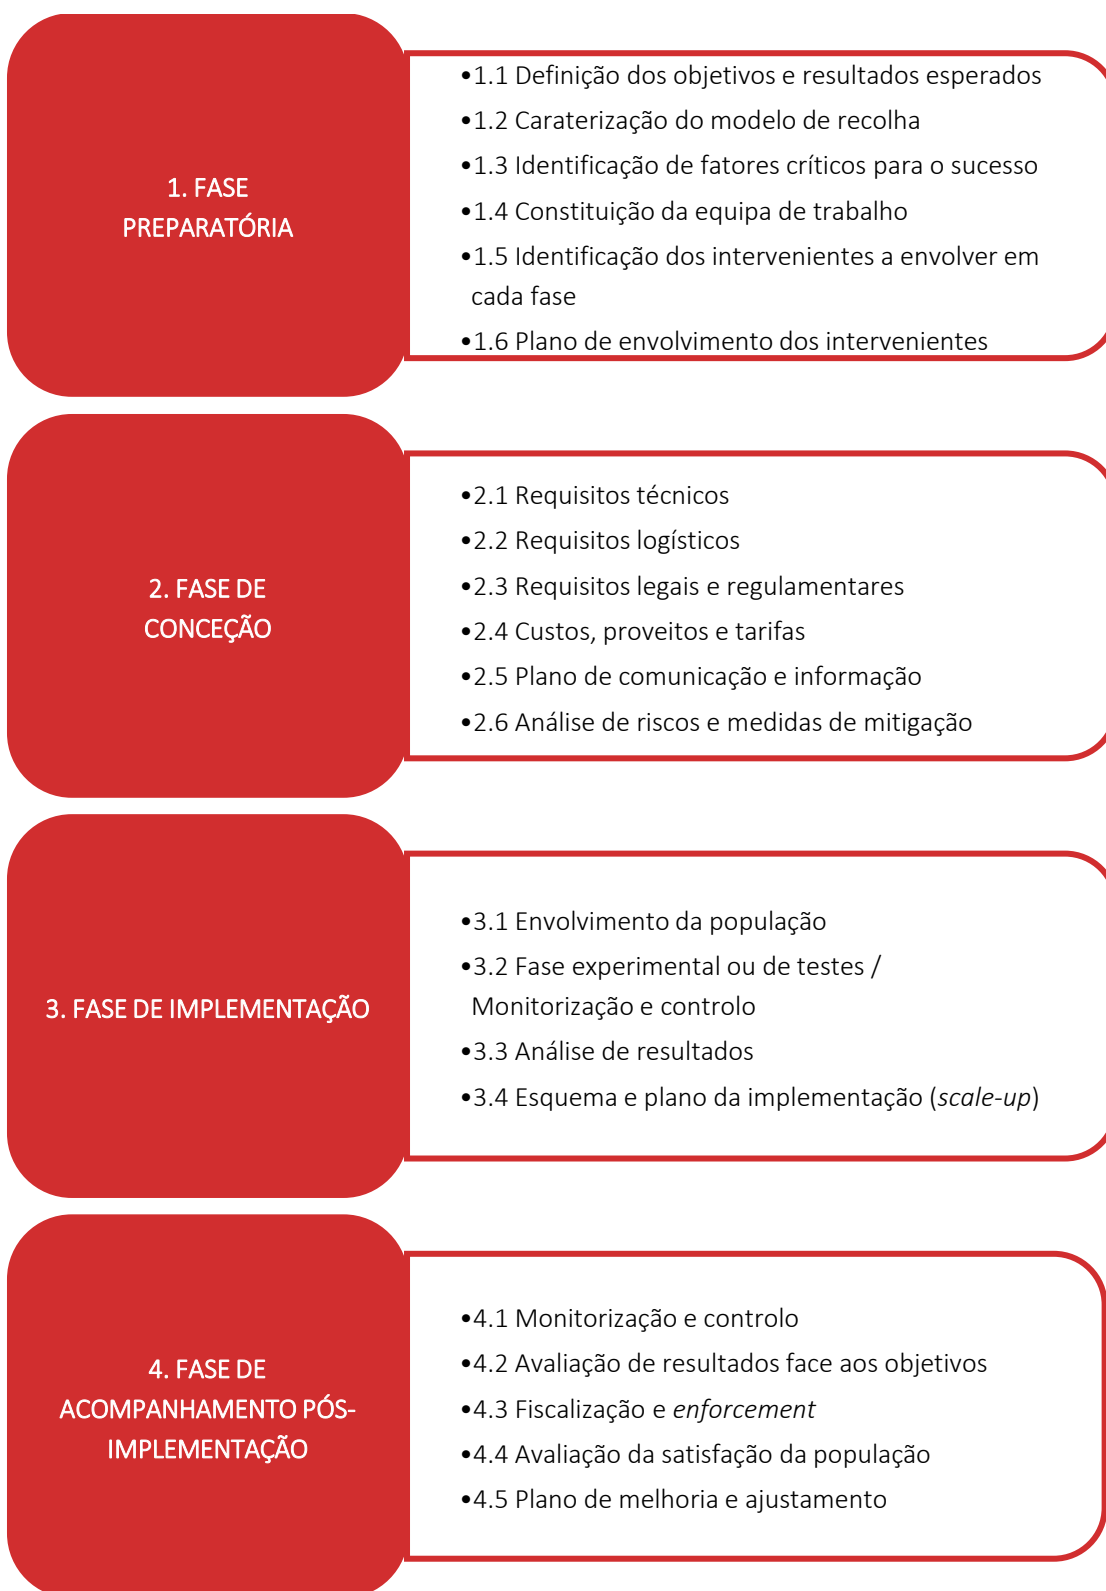 1. FASE
PREPARATÓRIA
•1.1 Definição dos objetivos e resultados esperados
•1.2 Caraterização do modelo de recolha
•1.3 Identificação de fatores críticos para o sucesso
•1.4 Constituição da equipa de trabalho
•1.5 Identificação dos intervenientes a envolver em
cada fase
•1.6 Plano de envolvimento dos intervenientes
2. FASE DE
CONCEÇÃO
•2.1 Requisitos técnicos
•2.2 Requisitos logísticos
•2.3 Requisitos legais e regulamentares
•2.4 Custos, proveitos e tarifas
•2.5 Plano de comunicação e informação
•2.6 Análise de riscos e medidas de mitigação
3. FASE DE IMPLEMENTAÇÃO
•3.1 Envolvimento da população
•3.2 Fase experimental ou de testes /
Monitorização e controlo
•3.3 Análise de resultados
•3.4 Esquema e plano da implementação (scale-up)
4. FASE DE
ACOMPANHAMENTO PÓS-
IMPLEMENTAÇÃO
•4.1 Monitorização e controlo
•4.2 Avaliação de resultados face aos objetivos
•4.3 Fiscalização e enforcement
•4.4 Avaliação da satisfação da população
•4.5 Plano de melhoria e ajustamento